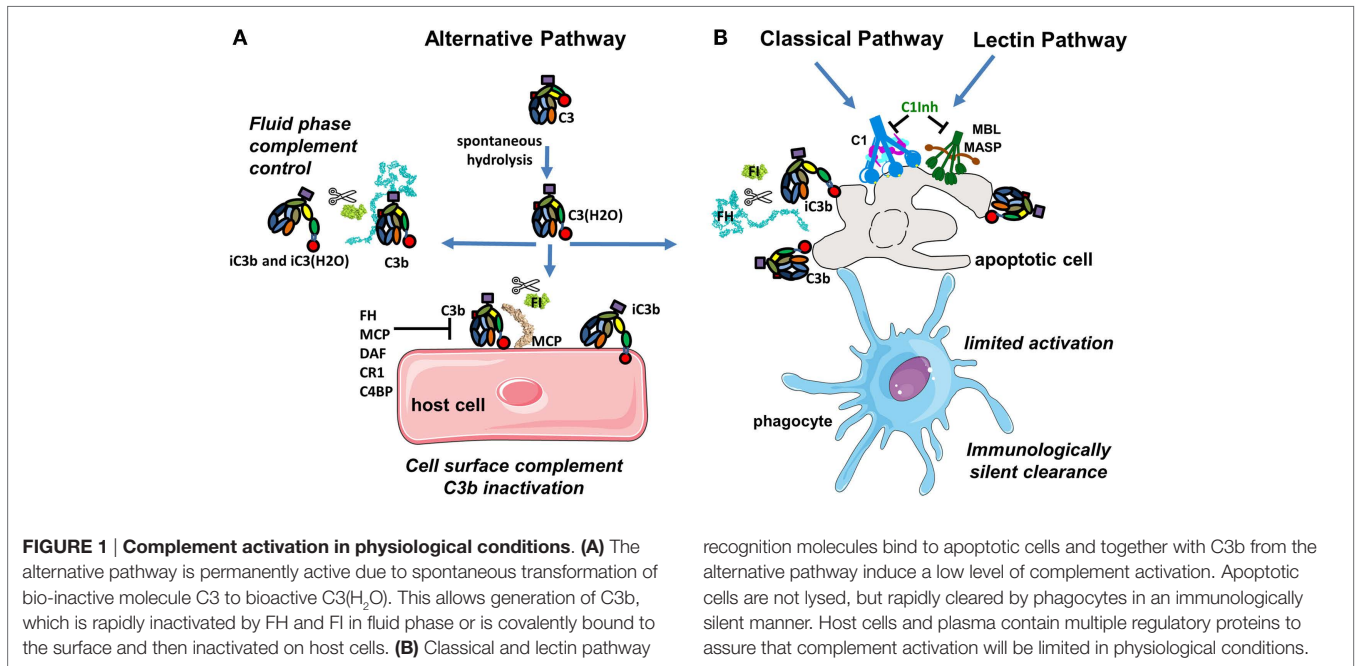 A
Alternative Pathway
C3
spontaneous
hydrolysis
Fluid phase
complement
control
FI
C3(H2O)
iC3b and iC3(H2O)
C3b
FH
MCP
DAF
CR1
C4BP
C3b
FI
MCP
iC3b
host cell
Cell surface complement
C3b inactivation
B
Classical Pathway
Lectin Pathway
C1Inh
C1
MBL
MASP
FI
FH
iC3b
C3b
apoptotic cell
limited activation
phagocyte
Immunologically
silent clearance
FIGURE 1 | Complement activation in physiological conditions. (A) The
alternative pathway is permanently active due to spontaneous transformation of
bio-inactive molecule C3 to bioactive C3(H₂O). This allows generation of C3b,
which is rapidly inactivated by FH and FI in fluid phase or is covalently bound to
the surface and then inactivated on host cells. (B) Classical and lectin pathway
recognition molecules bind to apoptotic cells and together with C3b from the
alternative pathway induce a low level of complement activation. Apoptotic
cells are not lysed, but rapidly cleared by phagocytes in an immunologically
silent manner. Host cells and plasma contain multiple regulatory proteins to
assure that complement activation will be limited in physiological conditions.